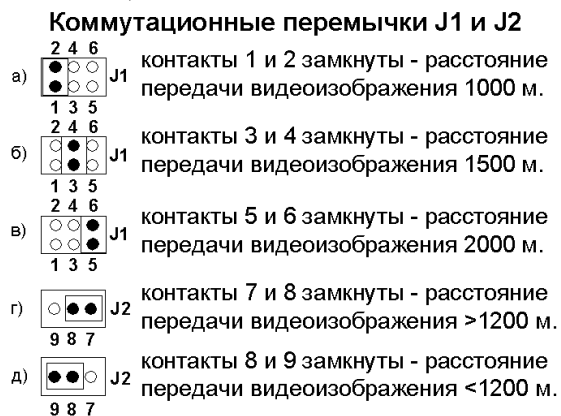 Коммутационные перемычки J1 и J2
2 4 6
а) J1 контакты 1 и 2 замкнуты - расстояние
передачи видеоизображения 1000 м.
1 3 5
2 4 6
б) J1 контакты 3 и 4 замкнуты - расстояние
передачи видеоизображения 1500 м.
1 3 5
2 4 6
в) J1 контакты 5 и 6 замкнуты - расстояние
передачи видеоизображения 2000 м.
1 3 5
г) J2 контакты 7 и 8 замкнуты - расстояние
передачи видеоизображения >1200 м.
9 8 7
д) J2 контакты 8 и 9 замкнуты - расстояние
передачи видеоизображения <1200 м.
9 8 7